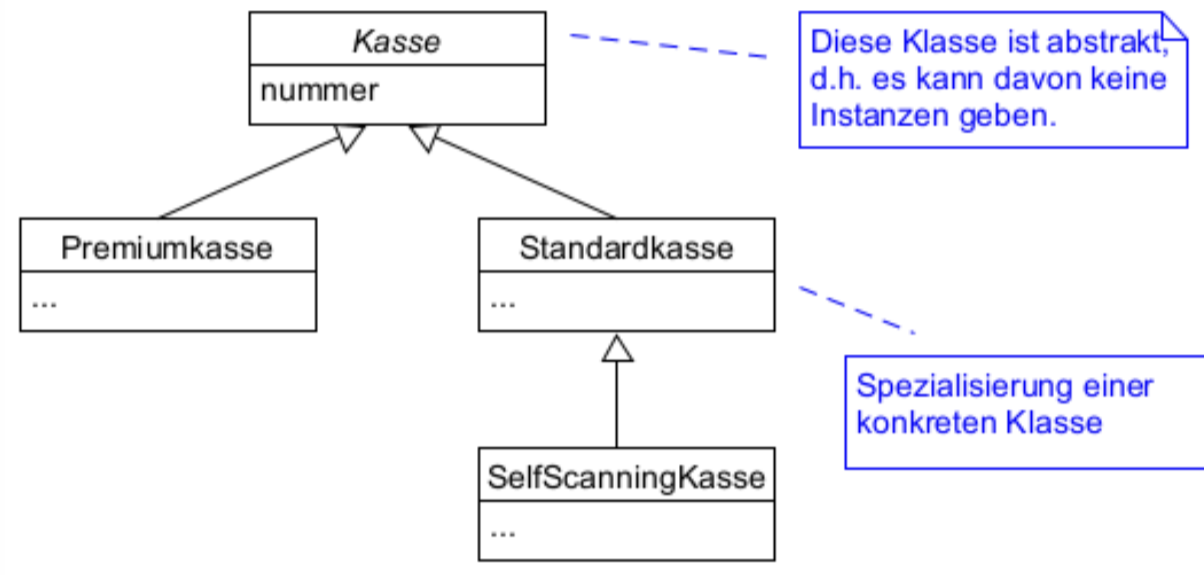 Kasse
nummer
Diese Klasse ist abstrakt,
d.h. es kann davon keine
Instanzen geben.
Premiumkasse
...
Standardkasse
...
Spezialisierung einer
konkreten Klasse
SelfScanningKasse
...